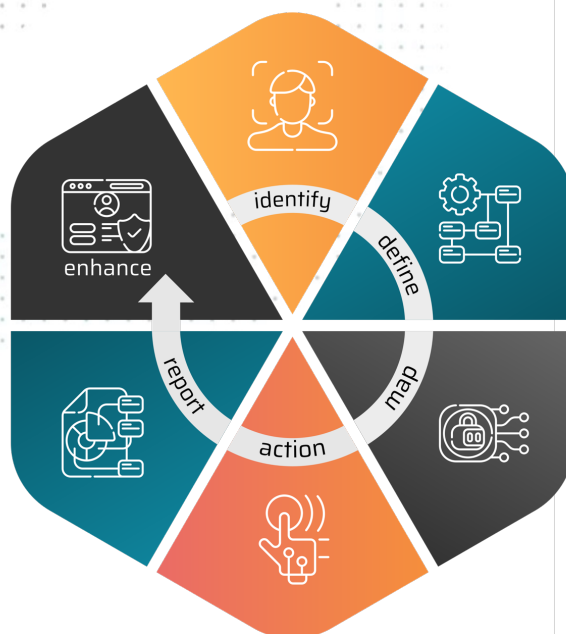 identify
define
map
action
report
enhance